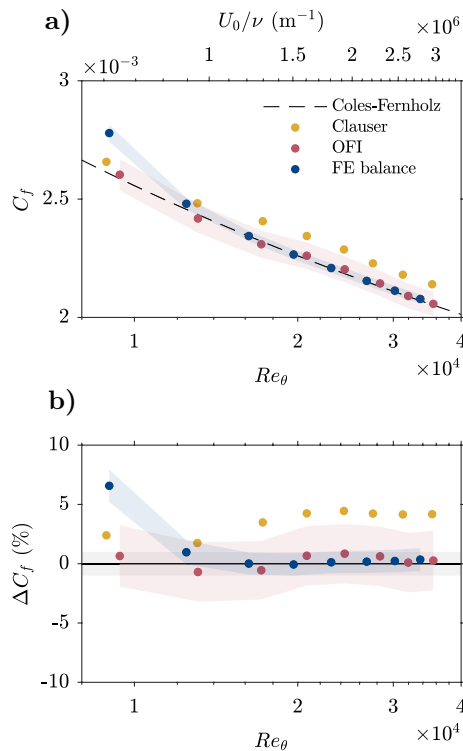 a)
U₀/ν (m⁻¹)
×10⁶
1 1.5 2 2.5 3
×10⁻³
3
2.5
2
C_f
Coles-Fernholz
Clauser
OFI
FE balance
1 2 3 4
×10⁴
Re_θ
b)
10
5
0
-5
-10
ΔC_f (%)
1 2 3 4
×10⁴
Re_θ